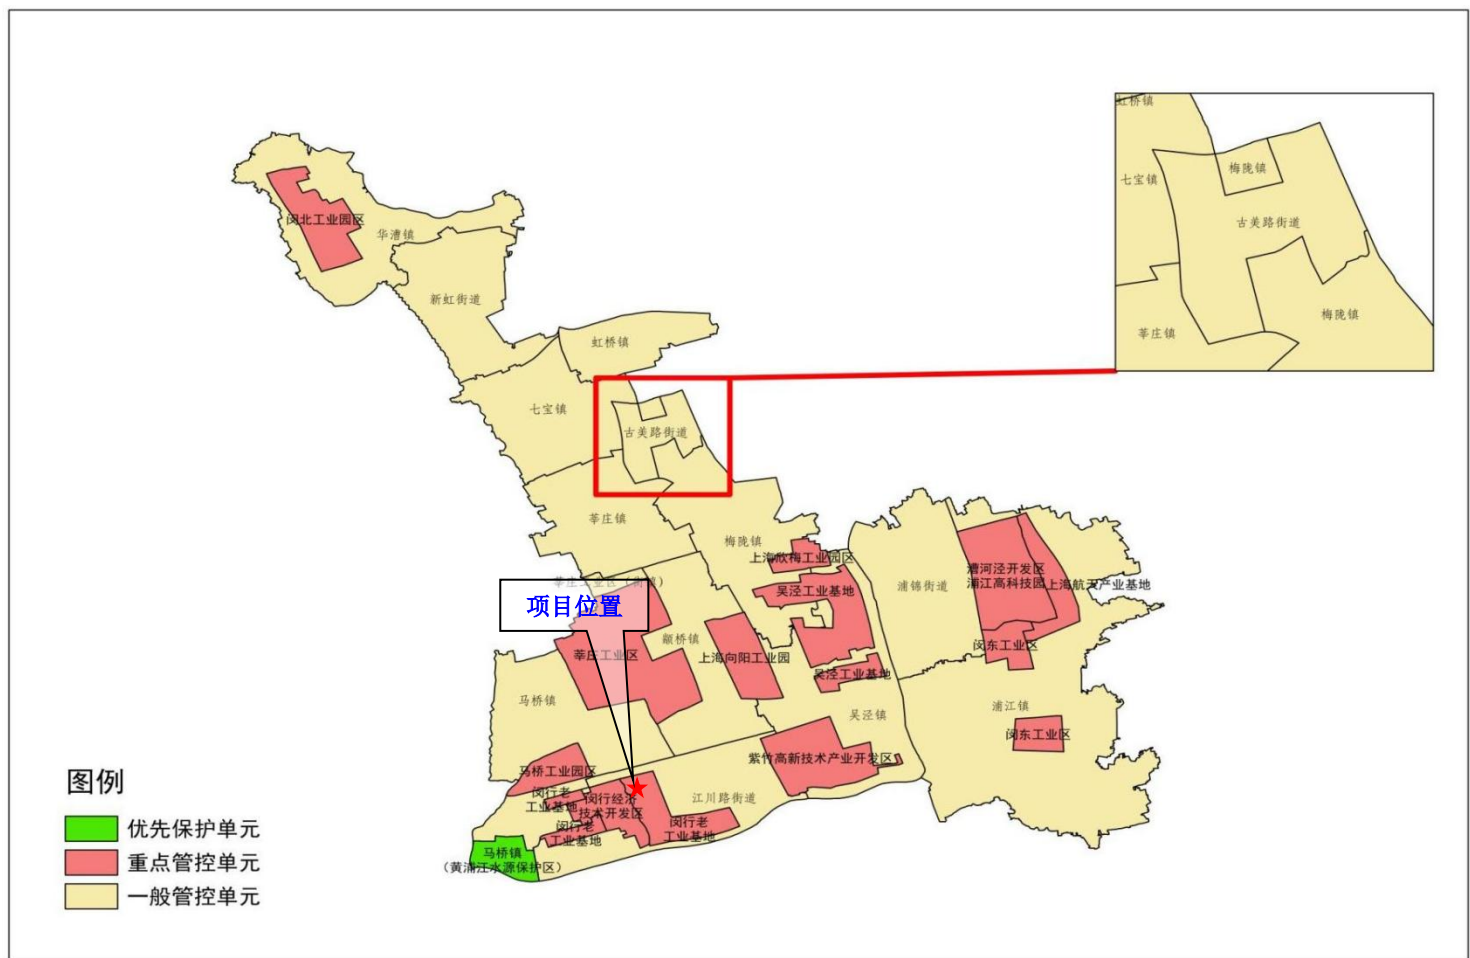 虹桥镇
梅陇镇
七宝镇
古美路街道
梅陇镇
莘庄镇
闵北工业园区
华漕镇
新虹街道
虹桥镇
七宝镇
古美路街道
莘庄镇
梅陇镇
上海欣梅工业园区
莘庄工业区（街镇）
吴泾工业基地
浦锦街道
漕河泾开发区
浦江高科技园
上海航天产业基地
项目位置
颛桥镇
莘庄工业区
上海向阳工业园
闵东工业区
吴泾工业基地
马桥镇
吴泾镇
浦江镇
闵东工业区
紫竹高新技术产业开发区
马桥工业园区
闵行老
工业基地
闵行经济
技术开发区
江川路街道
闵行老
工业基地
闵行老
工业基地
马桥镇
（黄浦江水源保护区）
图例
优先保护单元
重点管控单元
一般管控单元